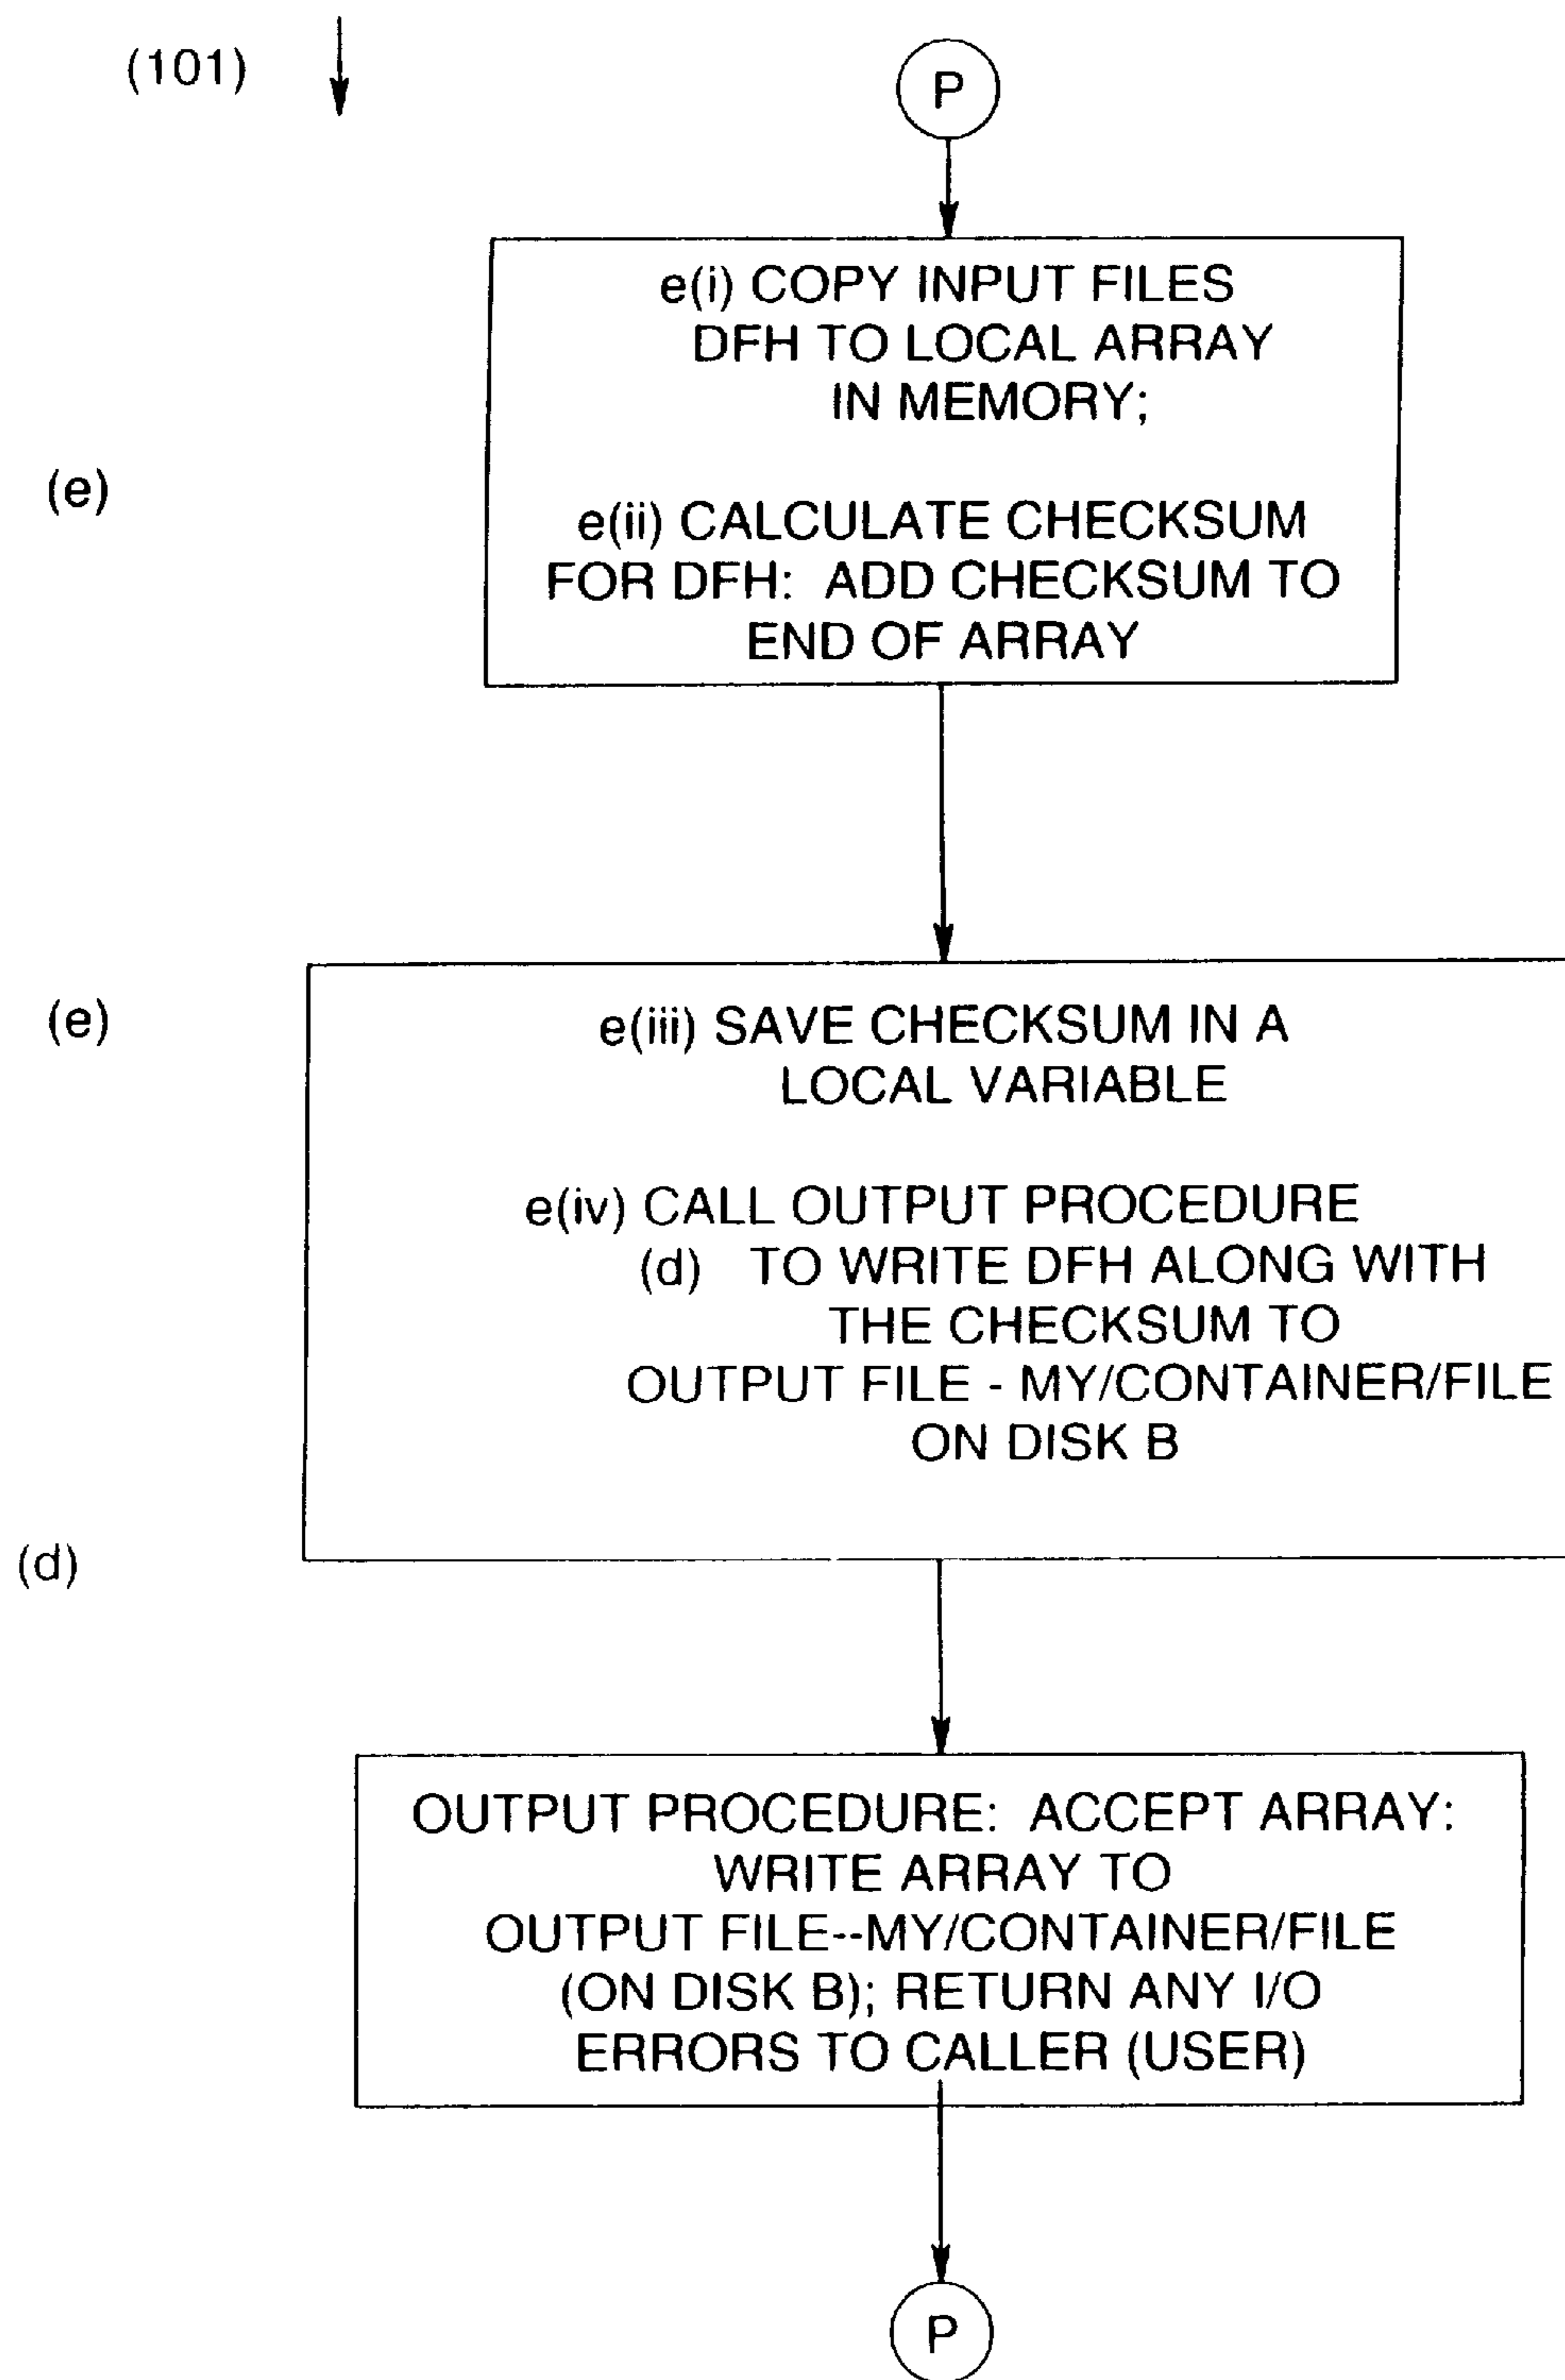 (101)
P
e(i) COPY INPUT FILES
DFH TO LOCAL ARRAY
IN MEMORY;
(e)
e(ii) CALCULATE CHECKSUM
FOR DFH: ADD CHECKSUM TO
END OF ARRAY
(e)
e(iii) SAVE CHECKSUM IN A
LOCAL VARIABLE
e(iv) CALL OUTPUT PROCEDURE
(d) TO WRITE DFH ALONG WITH
THE CHECKSUM TO
OUTPUT FILE - MY/CONTAINER/FILE
ON DISK B
(d)
OUTPUT PROCEDURE: ACCEPT ARRAY:
WRITE ARRAY TO
OUTPUT FILE--MY/CONTAINER/FILE
(ON DISK B); RETURN ANY I/O
ERRORS TO CALLER (USER)
P